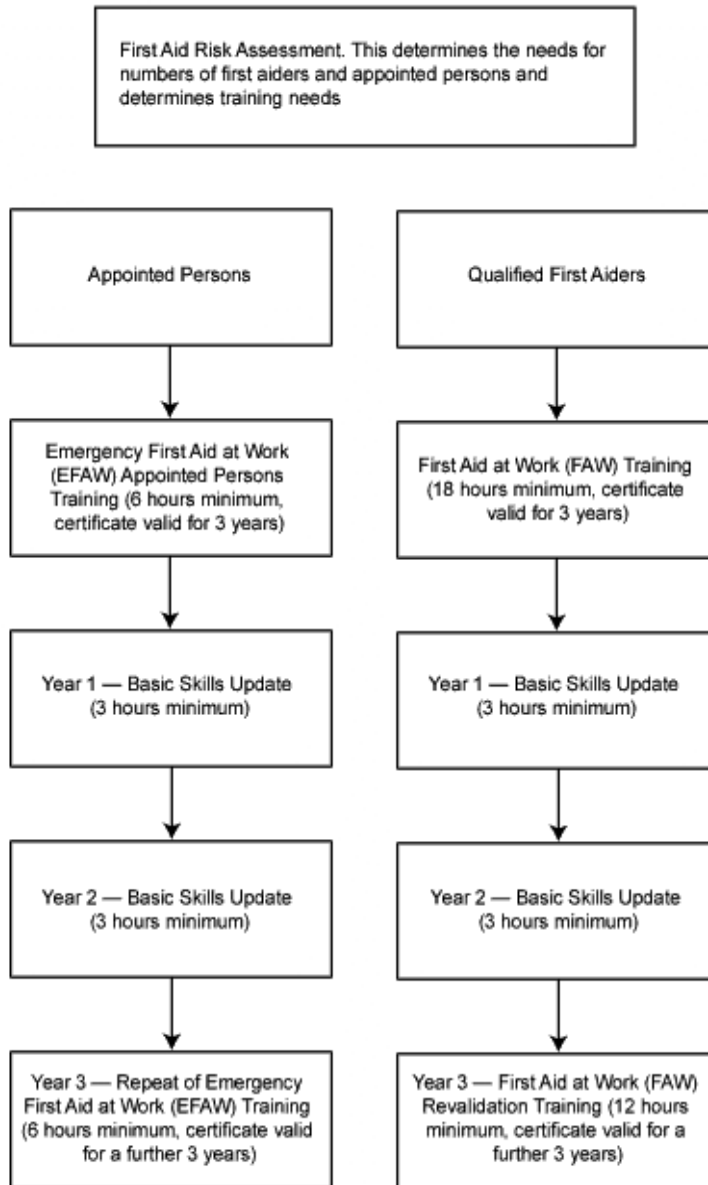 First Aid Risk Assessment. This determines the needs for
numbers of first aiders and appointed persons and
determines training needs
Appointed Persons
Emergency First Aid at Work
(EFAW) Appointed Persons
Training (6 hours minimum,
certificate valid for 3 years)
Year 1 — Basic Skills Update
(3 hours minimum)
Year 2 — Basic Skills Update
(3 hours minimum)
Year 3 — Repeat of Emergency
First Aid at Work (EFAW) Training
(6 hours minimum, certificate valid
for a further 3 years)
Qualified First Aiders
First Aid at Work (FAW) Training
(18 hours minimum, certificate
valid for 3 years)
Year 1 — Basic Skills Update
(3 hours minimum)
Year 2 — Basic Skills Update
(3 hours minimum)
Year 3 — First Aid at Work (FAW)
Revalidation Training (12 hours
minimum, certificate valid for a
further 3 years)